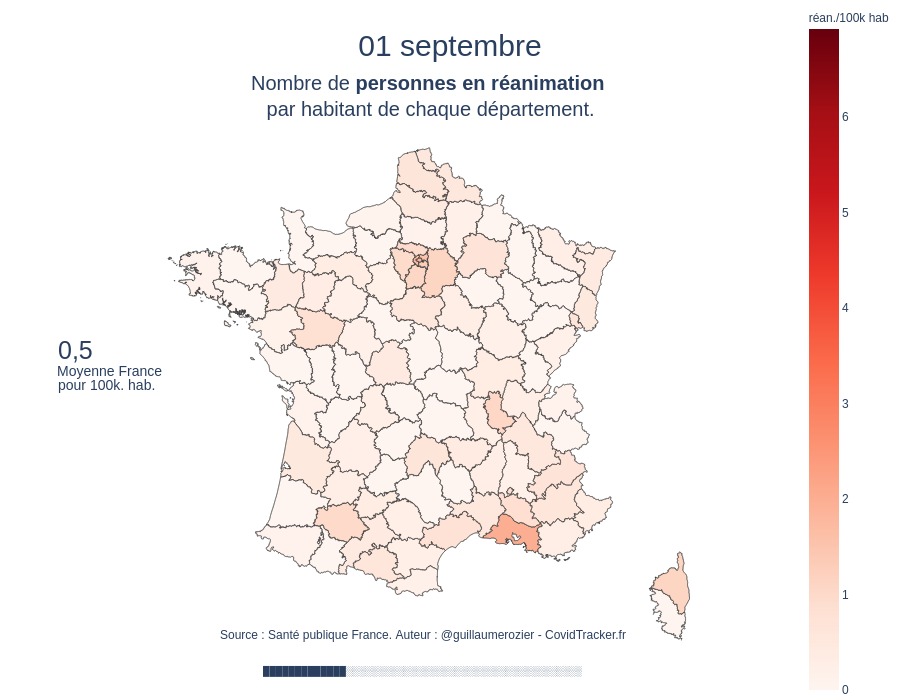 01 septembre
Nombre de personnes en réanimation
par habitant de chaque département.
réan./100k hab
6
5
4
3
2
1
0
0,5
Moyenne France
pour 100k. hab.
Source : Santé publique France. Auteur : @guillaumerozier - CovidTracker.fr